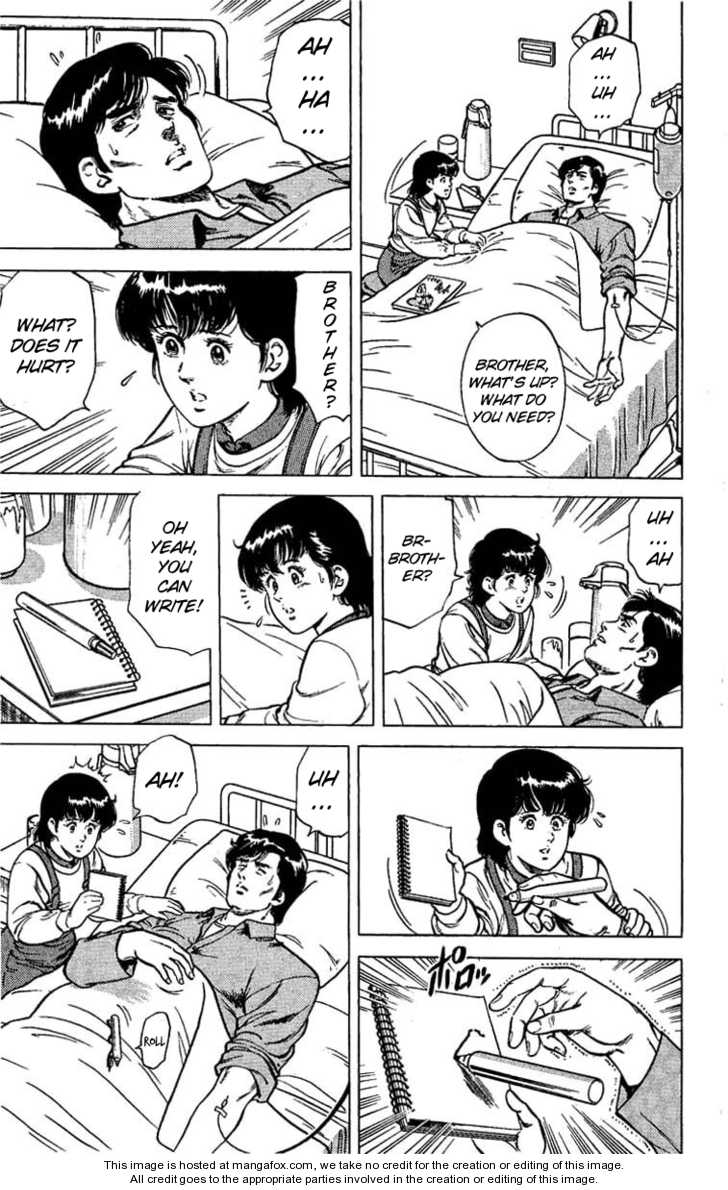 AH
...
UH
...
BROTHER,
WHAT'S UP?
WHAT DO
YOU NEED?
AH
...
HA
...
BROTHER?
WHAT?
DOES IT
HURT?
UH
...
AH
BR-
BROTH-
ER?
OH
YEAH,
YOU
CAN
WRITE!
ポロッ
UH
...
AH!
ROLL
This image is hosted at mangafox.com, we take no credit for the creation or editing of this image.
All credit goes to the appropriate parties involved in the creation or editing of this image.